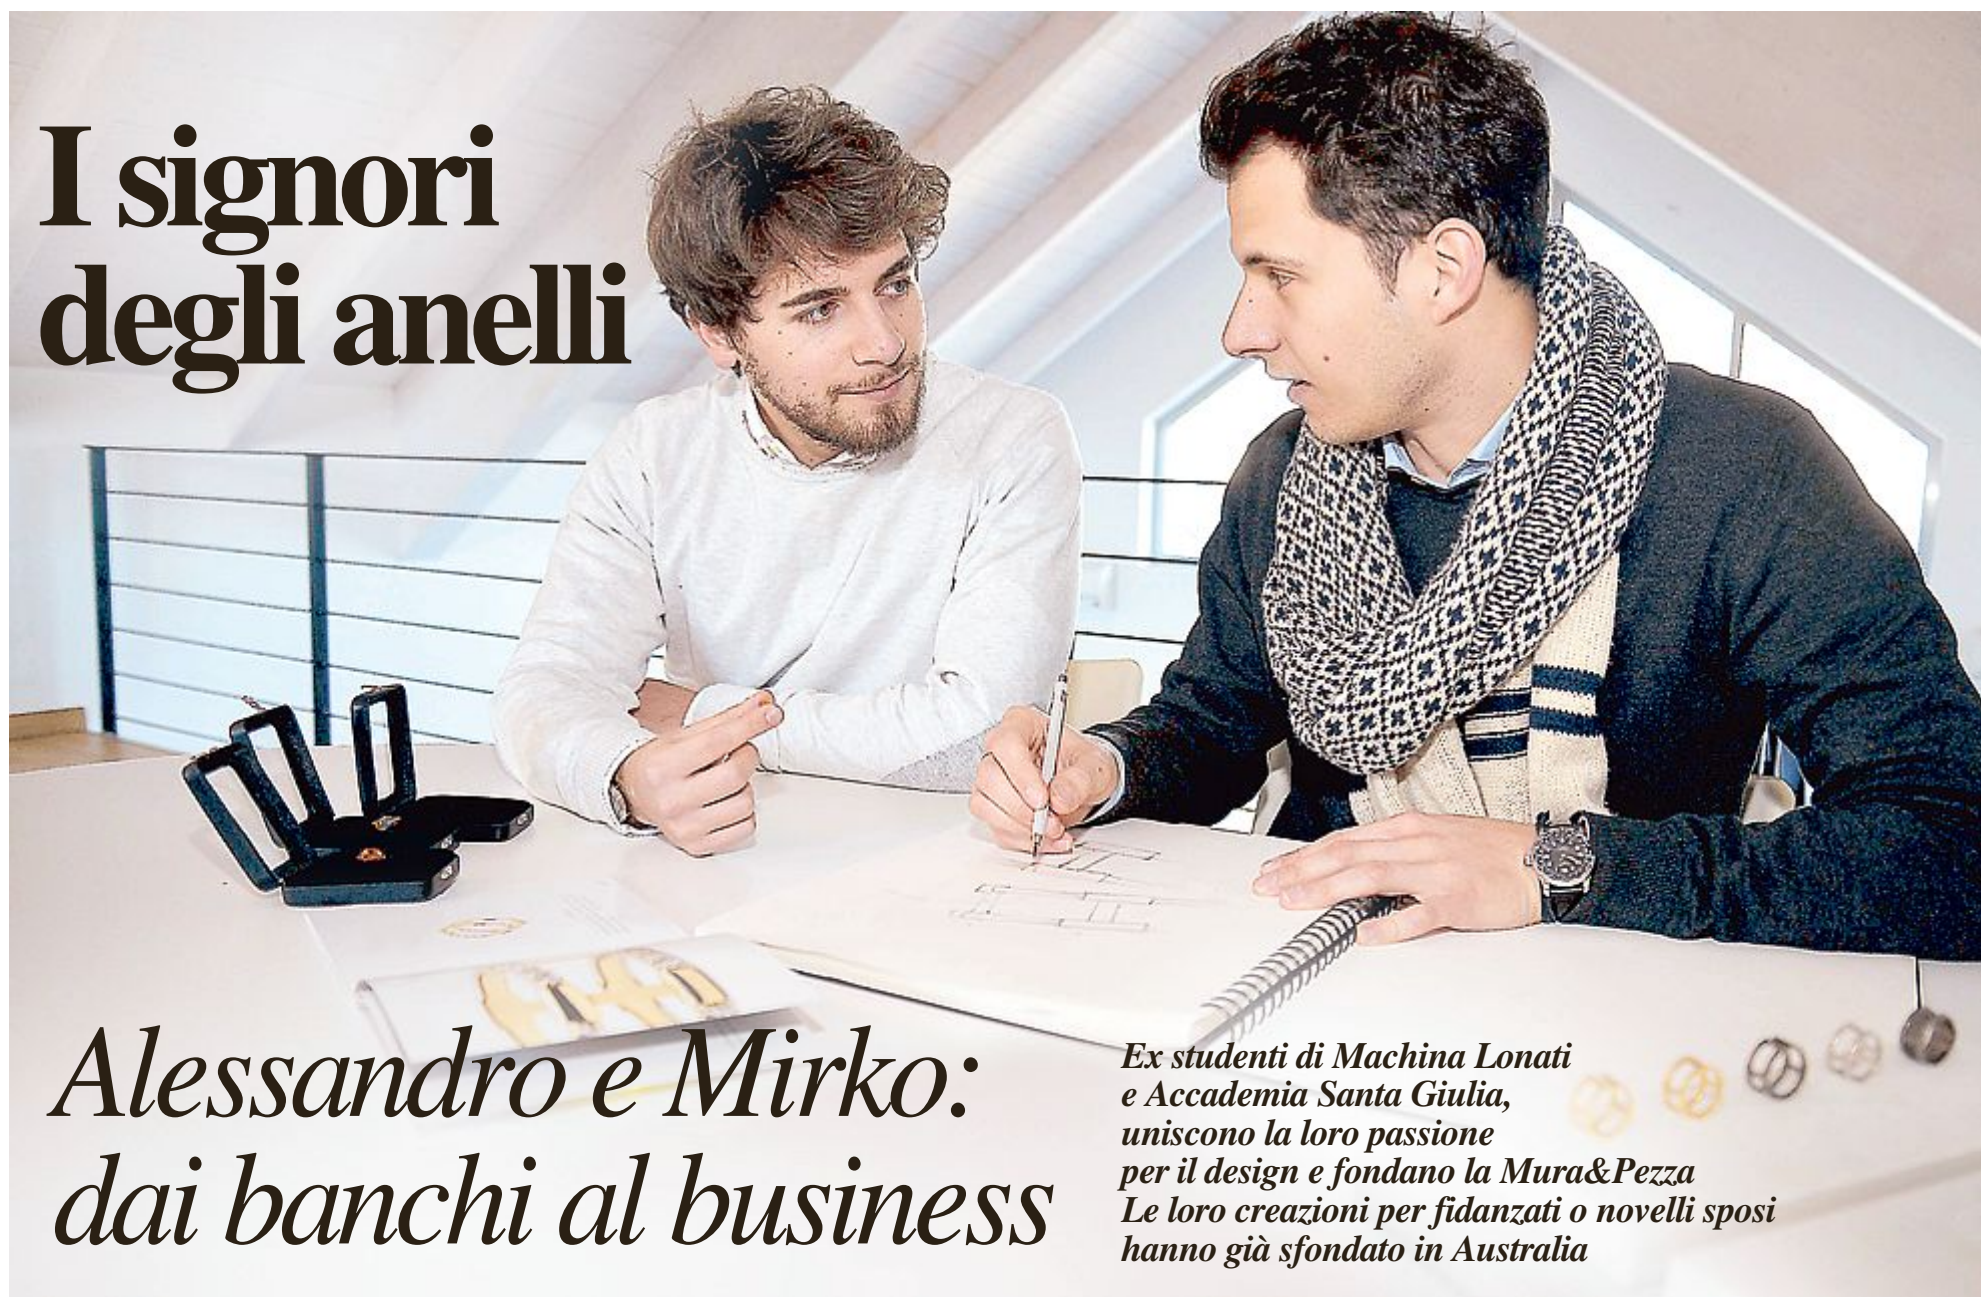 I signori
degli anelli
Alessandro e Mirko:
dai banchi al business
Ex studenti di Machina Lonati
e Accademia Santa Giulia,
uniscono la loro passione
per il design e fondano la Mura&Pezza
Le loro creazioni per fidanzati o novelli sposi
hanno già sfondato in Australia